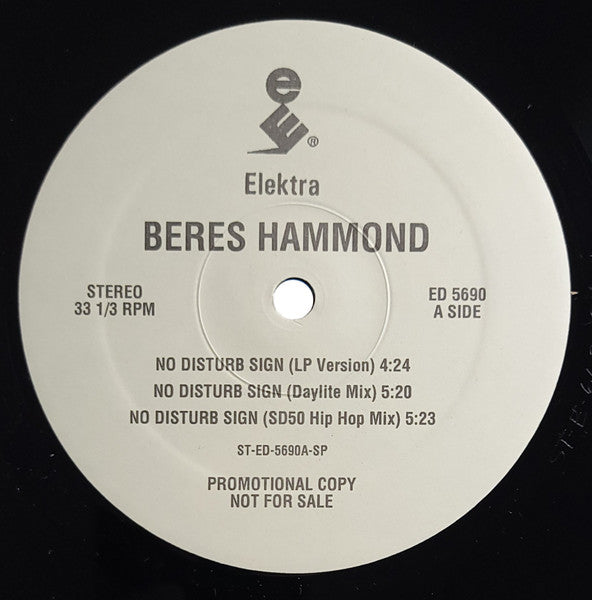 e
E®
Elektra
BERES HAMMOND
STEREO
33 1/3 RPM
ED 5690
A SIDE
NO DISTURB SIGN (LP Version) 4:24
NO DISTURB SIGN (Daylite Mix) 5:20
NO DISTURB SIGN (SD50 Hip Hop Mix) 5:23
ST-ED-5690A-SP
PROMOTIONAL COPY
NOT FOR SALE